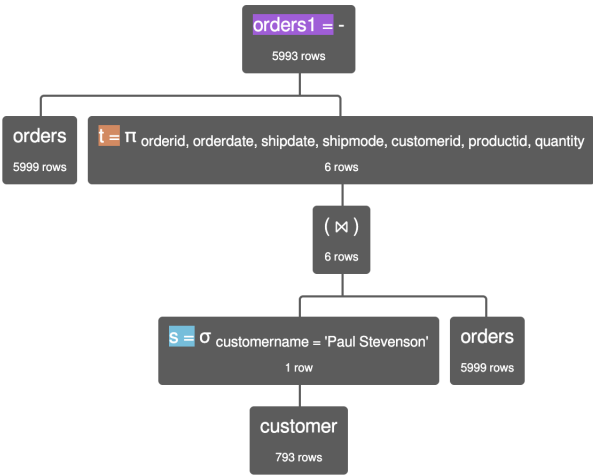 orders1 = -
5993 rows
orders
5999 rows
t = π orderid, orderdate, shipdate, shipmode, customerid, productid, quantity
6 rows
( ⋈ )
6 rows
s = σ customername = 'Paul Stevenson'
1 row
orders
5999 rows
customer
793 rows